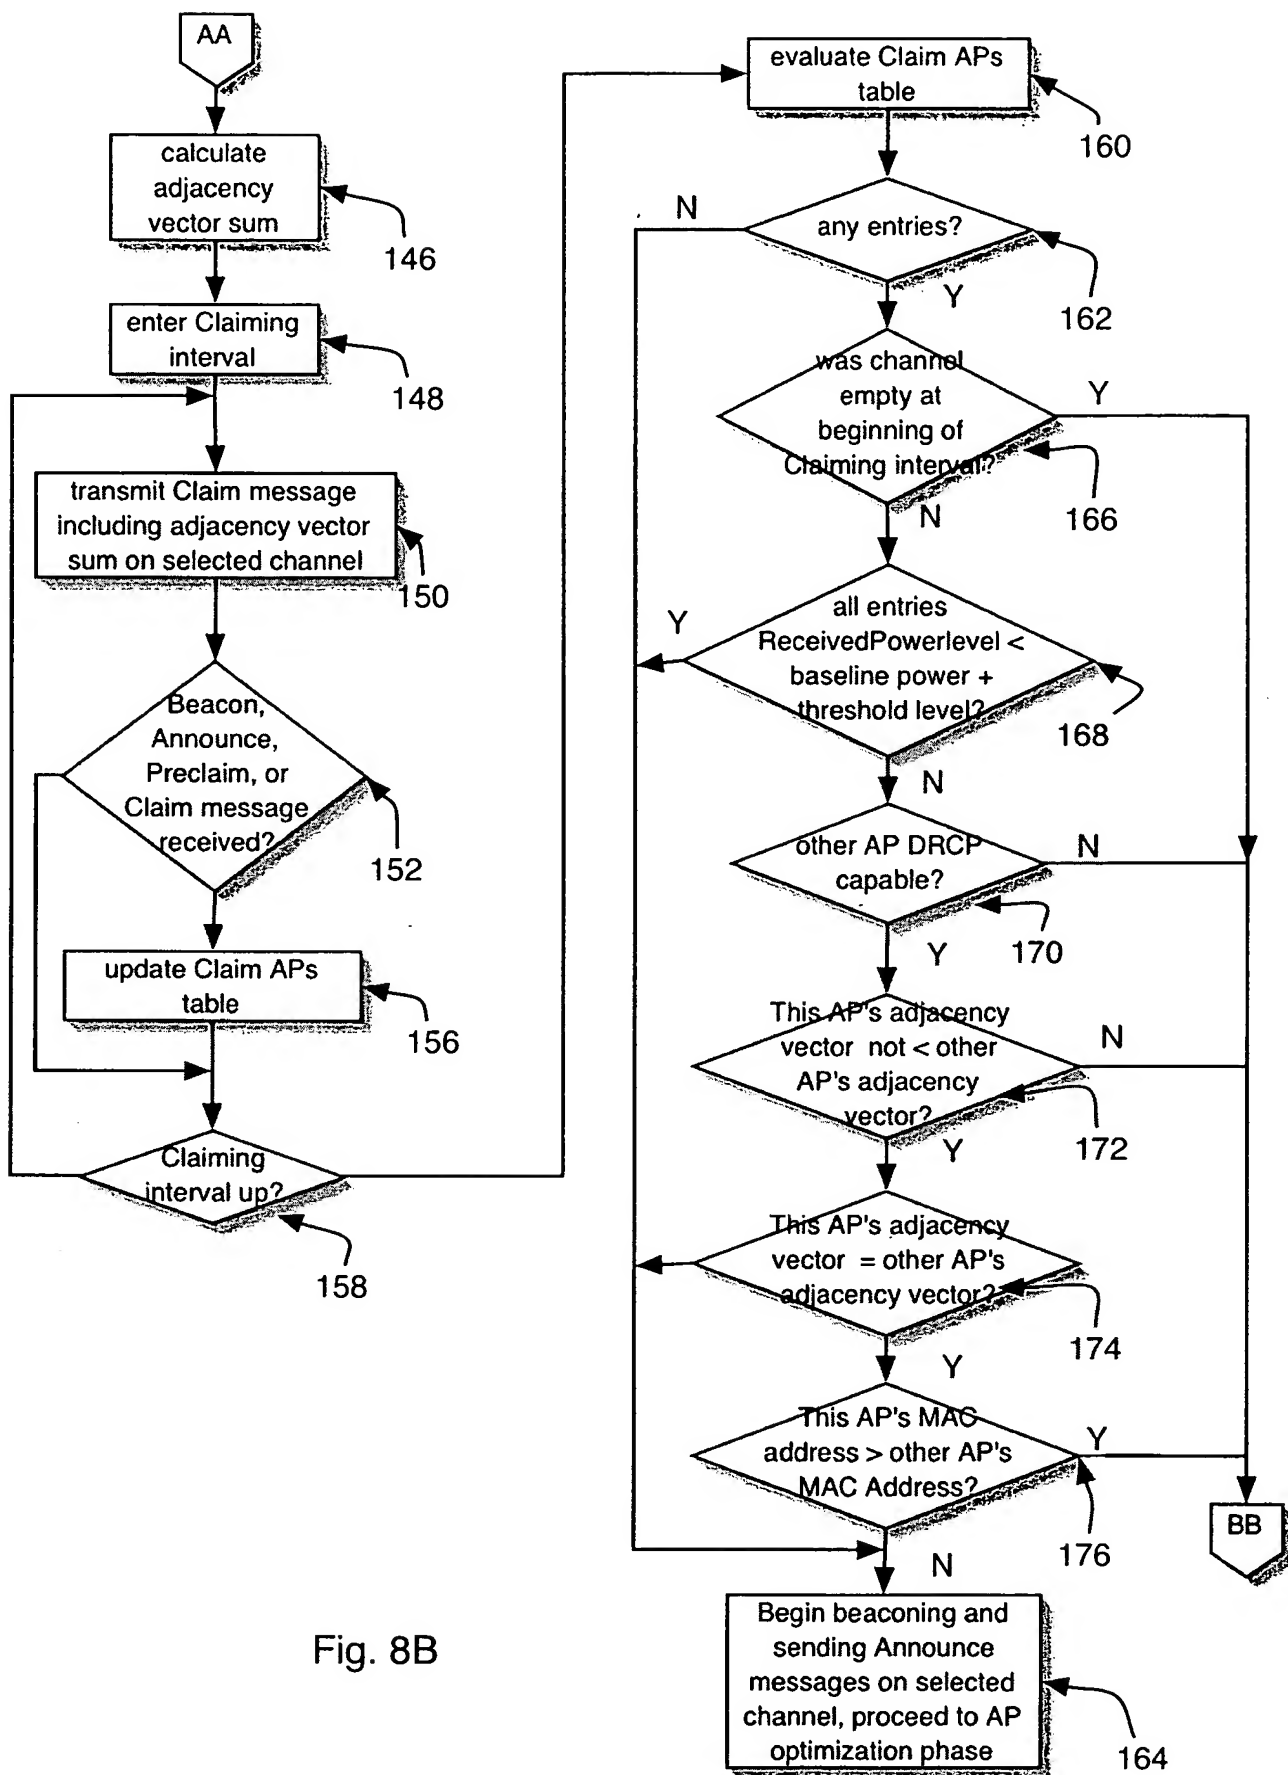 AA
calculate
adjacency
vector sum
146
enter Claiming
interval
148
transmit Claim message
including adjacency vector
sum on selected channel
150
Beacon,
Announce,
Preclaim, or
Claim message
received?
152
update Claim APs
table
156
Claiming
interval up?
158
evaluate Claim APs
table
160
N
any entries?
Y
162
was channel
empty at
beginning of
Claiming interval?
Y
166
N
all entries
ReceivedPowerlevel <
baseline power +
threshold level?
Y
168
N
other AP DRCP
capable?
N
170
Y
This AP's adjacency
vector not < other
AP's adjacency
vector?
N
172
Y
This AP's adjacency
vector = other AP's
adjacency vector?
174
Y
This AP's MAC
address > other AP's
MAC Address?
Y
176
BB
N
Begin beaconing and
sending Announce
messages on selected
channel, proceed to AP
optimization phase
164
Fig. 8B